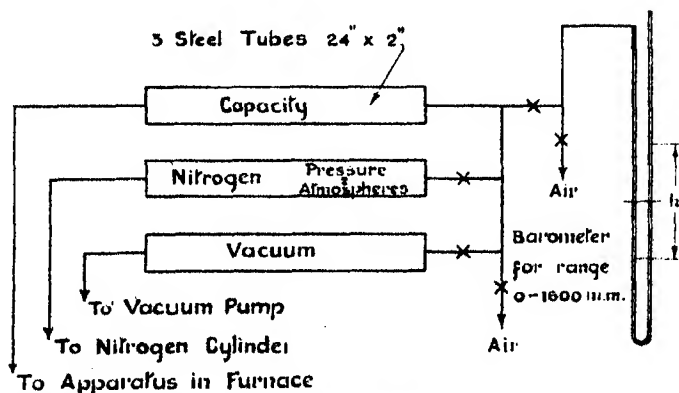 3 Steel Tubes 24" x 2"
Capacity
Nitrogen
Pressure
2
Atmospheres
Vacuum
Air
h
Barometer
for range
0-1600 m.m.
To Vacuum Pump
Air
To Nitrogen Cylinder
To Apparatus in Furnace